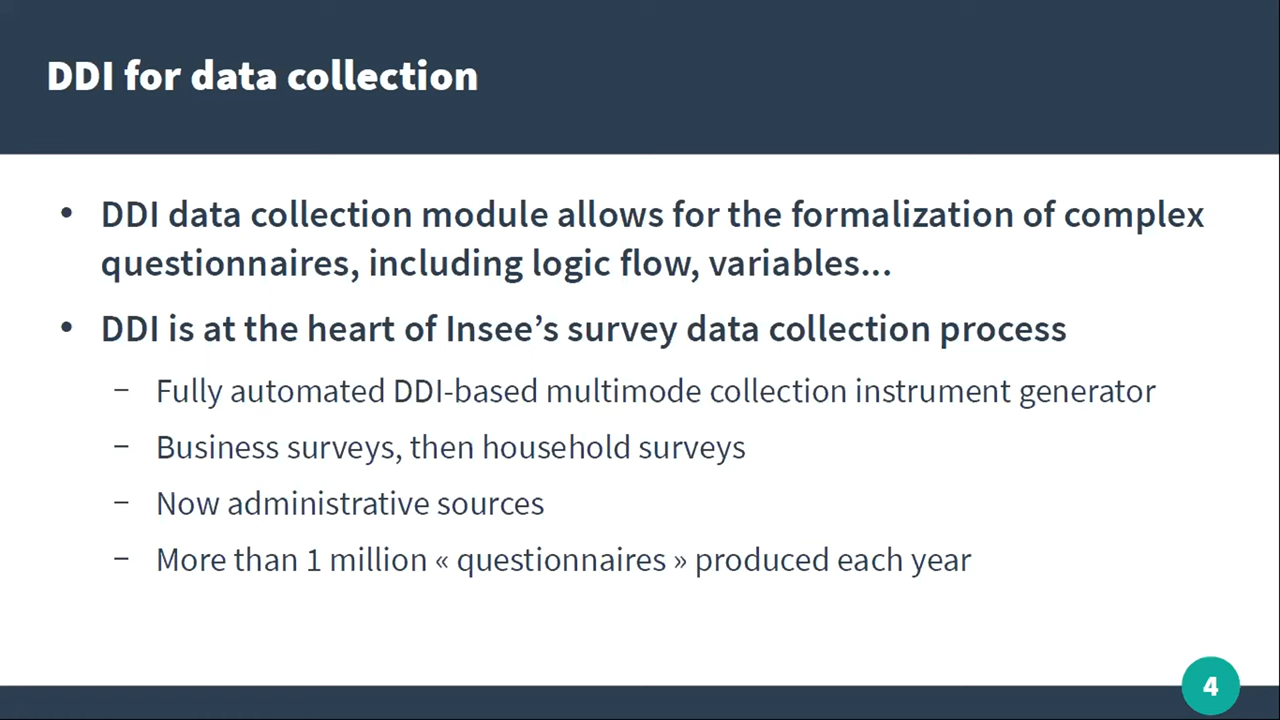 DDI for data collection
• DDI data collection module allows for the formalization of complex
questionnaires, including logic flow, variables...
• DDI is at the heart of Insee’s survey data collection process
– Fully automated DDI-based multimode collection instrument generator
– Business surveys, then household surveys
– Now administrative sources
– More than 1 million « questionnaires » produced each year
4